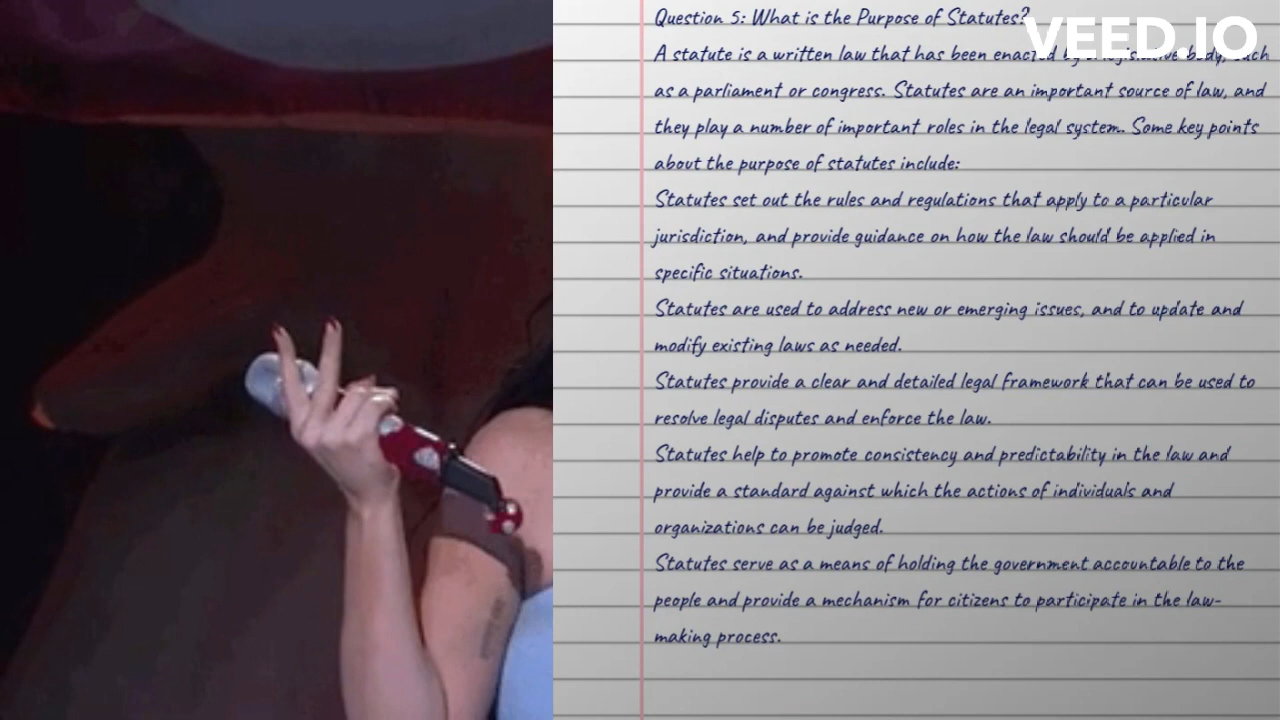 Question 5: What is the Purpose of Statutes?
VEED.IO
A statute is a written law that has been enacted by a legislative body, such
as a parliament or congress. Statutes are an important source of law, and
they play a number of important roles in the legal system. Some key points
about the purpose of statutes include:
Statutes set out the rules and regulations that apply to a particular
jurisdiction, and provide guidance on how the law should be applied in
specific situations.
Statutes are used to address new or emerging issues, and to update and
modify existing laws as needed.
Statutes provide a clear and detailed legal framework that can be used to
resolve legal disputes and enforce the law.
Statutes help to promote consistency and predictability in the law and
provide a standard against which the actions of individuals and
organizations can be judged.
Statutes serve as a means of holding the government accountable to the
people and provide a mechanism for citizens to participate in the law-
making process.